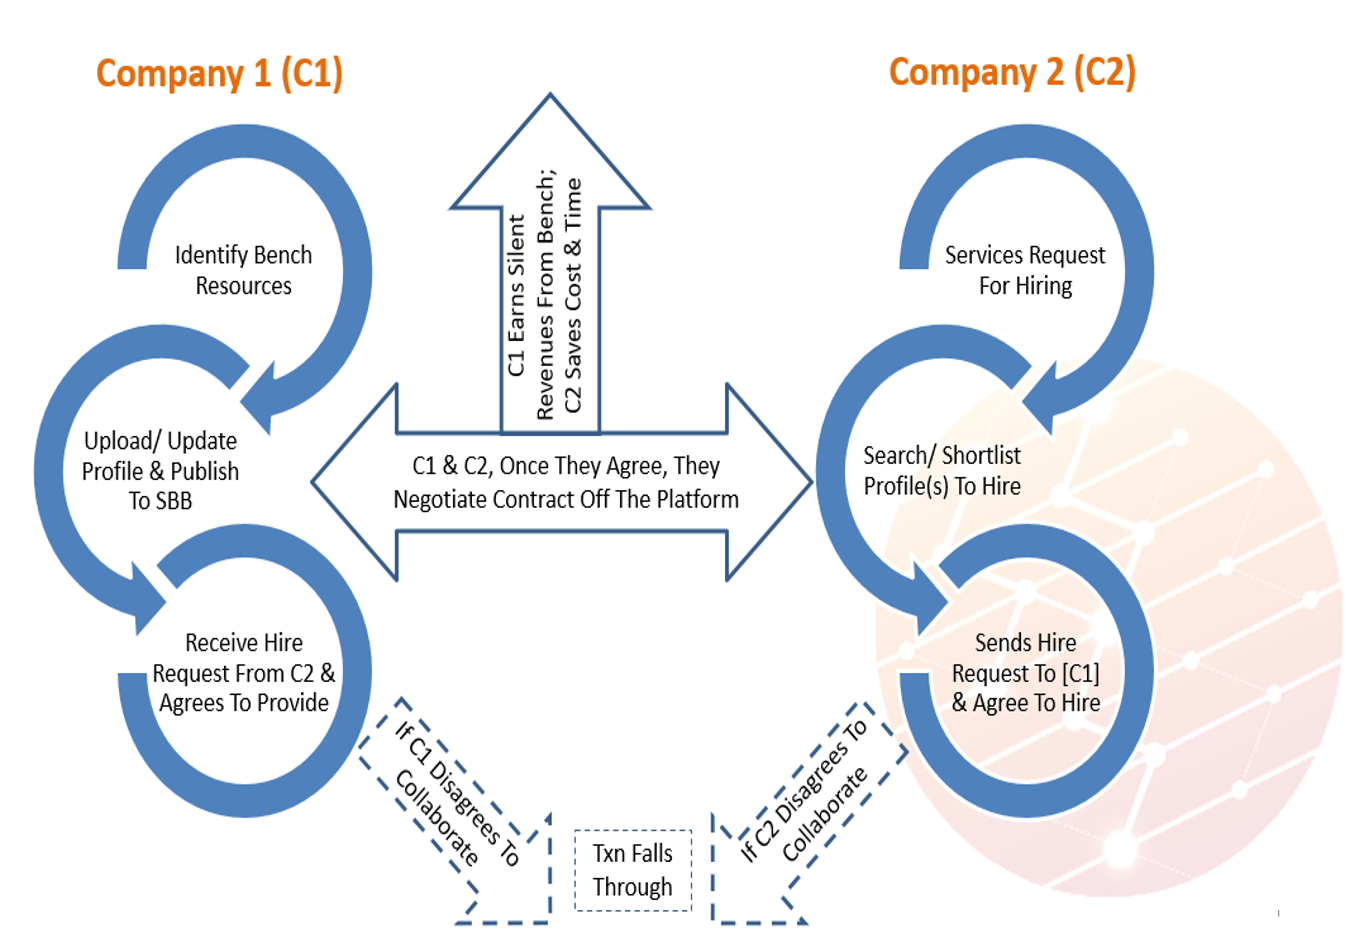 Company 1 (C1)
Company 2 (C2)
Identify Bench
Resources
Upload/ Update
Profile & Publish
To SBB
Receive Hire
Request From C2 &
Agrees To Provide
C1 Earns Silent
Revenues From Bench;
C2 Saves Cost & Time
C1 & C2, Once They Agree, They
Negotiate Contract Off The Platform
Services Request
For Hiring
Search/ Shortlist
Profile(s) To Hire
Sends Hire
Request To [C1]
& Agree To Hire
If C1 Disagrees To
Collaborate
Txn Falls
Through
If C2 Disagrees To
Collaborate